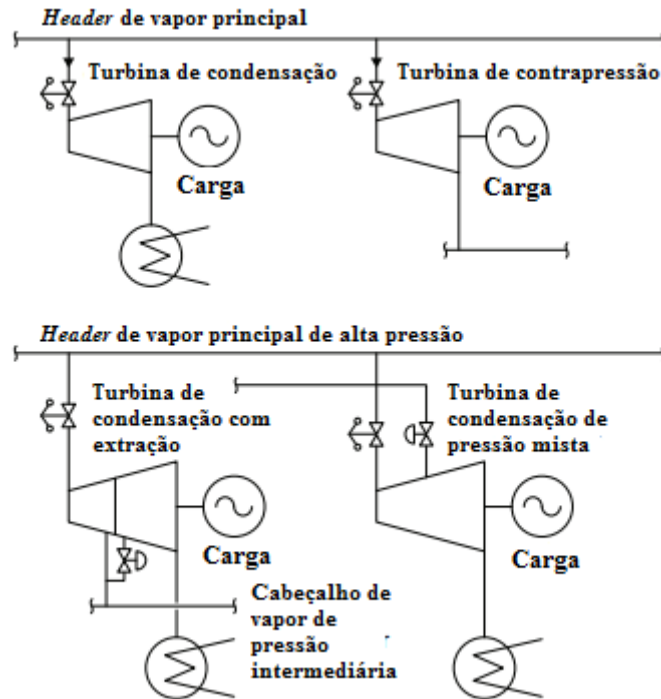 Header de vapor principal
Turbina de condensação
Turbina de contrapressão
Carga
Carga
Header de vapor principal de alta pressão
Turbina de
condensação com
extração
Turbina de
condensação de
pressão mista
Carga
Carga
Cabeçalho de
vapor de
pressão
intermediária